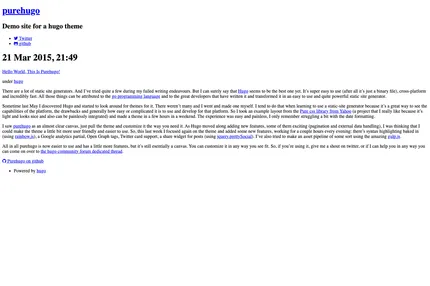 purehugo
Demo site for a hugo theme
Twitter
github
21 Mar 2015, 21:49
Hello World, This Is Purehugo!
under hugo
There are a lot of static site generators. And I've tried quite a few during my failed writing endeavours. But I can surely say that Hugo seems to be the best one yet. It's super easy to use (after all it's just a binary file), cross-platform
and incredibly fast. All those things can be attributed to the go programming language and to the great developers that have written it and transformed it in an easy to use and quite powerful static site generator.
Sometime last May I discovered Hugo and started to look around for themes for it. There weren't many and I went and made one myself. I tend to do that when learning to use a static-site generator because it's a great way to see the
capabilities of the platform, the drawbacks and generally how easy or complicated it is to use and develop for that platform. So I took an example layout from the Pure css library from Yahoo (a project that I really like because it's
light and looks nice and also can be painlessly integrated) and made a theme in a few hours in a weekend. The experience was easy and painless, I only remember struggling a bit with the date formatting.
I saw purehugo as an almost clear canvas, just pull the theme and customize it the way you need it. As Hugo moved along adding new features, some of them exciting (pagination and external data handling), I was thinking that I
could make the theme a little bit more user friendly and easier to use. So, this last week I focused again on the theme and added some new features, working for a couple hours every evening: there's syntax highlighting baked in
(using rainbow.js), a Google analytics partial, Open Graph tags, Twitter card support, a share widget for posts (using jquery.prettySocial). I've also tried to make an asset pipeline of some sort using the amazing gulp.js.
All in all purehugo is now easier to use and has a little more features, but it's still esentially a canvas. You can customize it in any way you see fit. So, if you're using it, give me a shout on twitter, or if I can help you in any way you
can come on over to the hugo community forum dedicated thread.
Purehugo on github
Powered by hugo